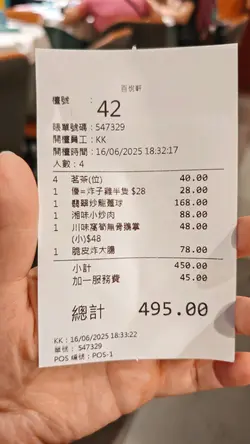 百悅軒
檯號 : 42
賬單號碼 : 547329
開檯員工 : KK
開檯時間 : 16/06/2025 18:32:17
人數 : 4
4 茗茶(位) 40.00
1 優=炸子雞半隻 $28 28.00
1 翡翠炒龍躉球 168.00
1 湘味小炒肉 88.00
1 川味萵筍無骨鵝掌 48.00
(小)$48
1 脆皮炸大腸 78.00
小計 450.00
加一服務費 45.00
總計 495.00
KK : 16/06/2025 18:33:22
單號 : 547329
POS 編號 : POS-1